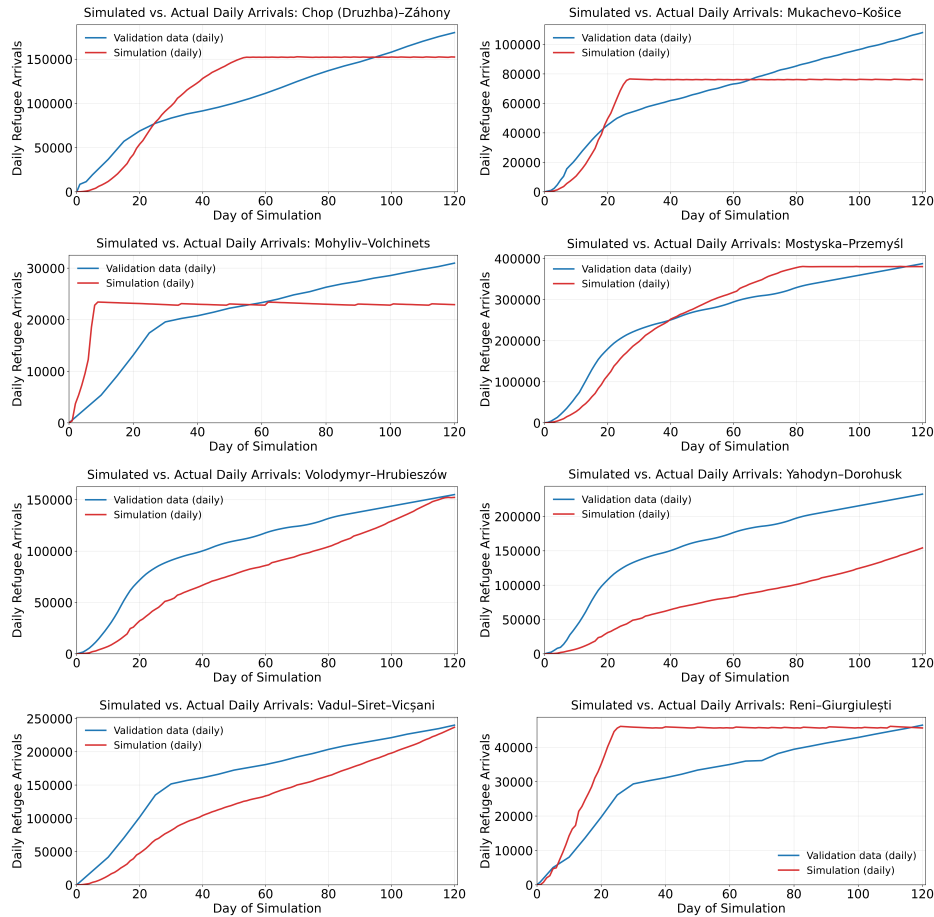 Simulated vs. Actual Daily Arrivals: Chop (Druzhba)–Záhony
Daily Refugee Arrivals
150000
100000
50000
0
Validation data (daily)
Simulation (daily)
0 20 40 60 80 100 120
Day of Simulation
Simulated vs. Actual Daily Arrivals: Mukachevo–Košice
Daily Refugee Arrivals
100000
80000
60000
40000
20000
0
Validation data (daily)
Simulation (daily)
0 20 40 60 80 100 120
Day of Simulation
Simulated vs. Actual Daily Arrivals: Mohyliv–Volchinets
Daily Refugee Arrivals
30000
20000
10000
0
Validation data (daily)
Simulation (daily)
0 20 40 60 80 100 120
Day of Simulation
Simulated vs. Actual Daily Arrivals: Mostyska–Przemyśl
Daily Refugee Arrivals
400000
300000
200000
100000
0
Validation data (daily)
Simulation (daily)
0 20 40 60 80 100 120
Day of Simulation
Simulated vs. Actual Daily Arrivals: Volodymyr–Hrubieszów
Daily Refugee Arrivals
150000
100000
50000
0
Validation data (daily)
Simulation (daily)
0 20 40 60 80 100 120
Day of Simulation
Simulated vs. Actual Daily Arrivals: Yahodyn–Dorohusk
Daily Refugee Arrivals
200000
150000
100000
50000
0
Validation data (daily)
Simulation (daily)
0 20 40 60 80 100 120
Day of Simulation
Simulated vs. Actual Daily Arrivals: Vadul–Siret–Vicșani
Daily Refugee Arrivals
250000
200000
150000
100000
50000
0
Validation data (daily)
Simulation (daily)
0 20 40 60 80 100 120
Day of Simulation
Simulated vs. Actual Daily Arrivals: Reni–Giurgiulești
Daily Refugee Arrivals
40000
30000
20000
10000
0
Validation data (daily)
Simulation (daily)
0 20 40 60 80 100 120
Day of Simulation